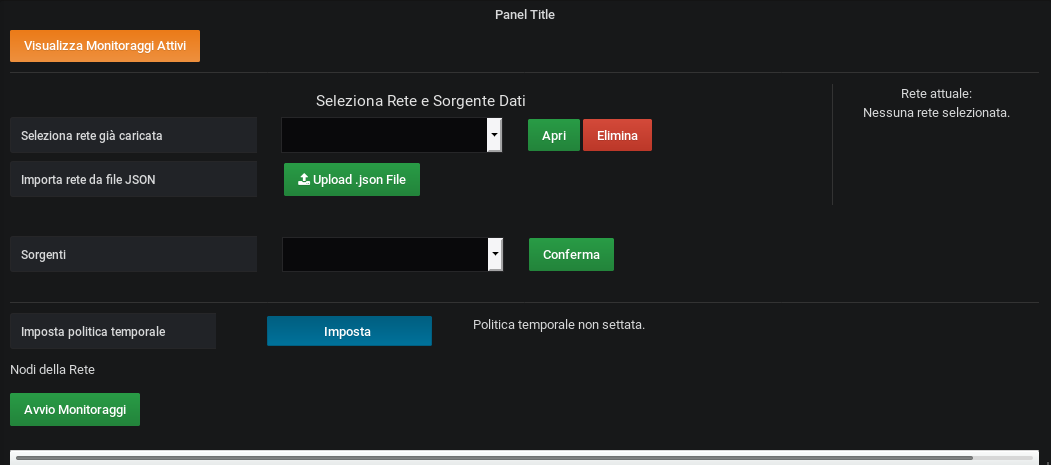 Panel Title
Visualizza Monitoraggi Attivi
Seleziona Rete e Sorgente Dati
Rete attuale:
Nessuna rete selezionata.
Seleziona rete già caricata
Apri
Elimina
Importa rete da file JSON
Upload .json File
Sorgenti
Conferma
Imposta politica temporale
Imposta
Politica temporale non settata.
Nodi della Rete
Avvio Monitoraggi